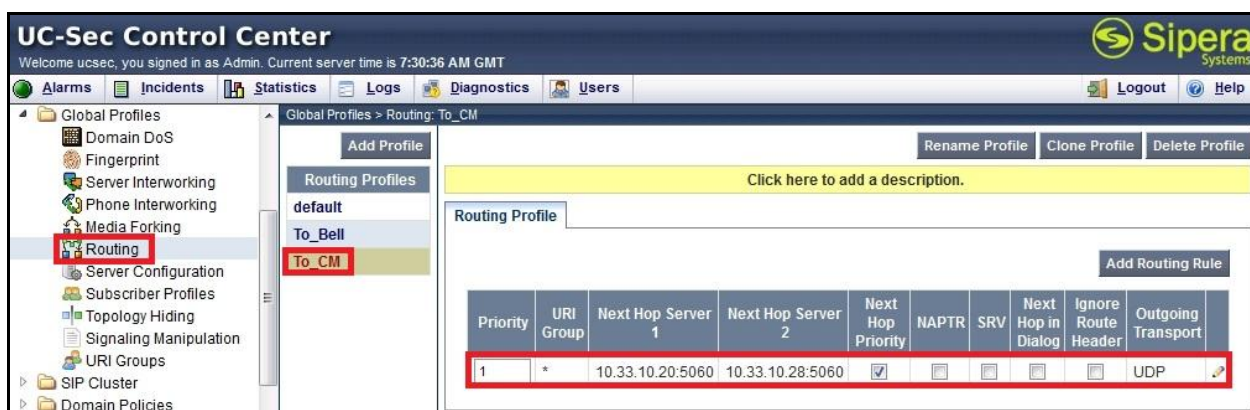 UC-Sec Control Center
Welcome ucsec, you signed in as Admin. Current server time is 7:30:36 AM GMT
Sipera
Systems
Alarms Incidents Statistics Logs Diagnostics Users Logout Help
Global Profiles
Domain DoS
Fingerprint
Server Interworking
Phone Interworking
Media Forking
Routing
Server Configuration
Subscriber Profiles
Topology Hiding
Signaling Manipulation
URI Groups
SIP Cluster
Domain Policies
Global Profiles > Routing: To_CM
Add Profile
Routing Profiles
default
To_Bell
To_CM
Rename Profile Clone Profile Delete Profile
Click here to add a description.
Routing Profile
Add Routing Rule
Priority URI Group Next Hop Server 1 Next Hop Server 2 Next Hop Priority NAPTR SRV Next Hop in Dialog Ignore Route Header Outgoing Transport
1 * 10.33.10.20:5060 10.33.10.28:5060 UDP